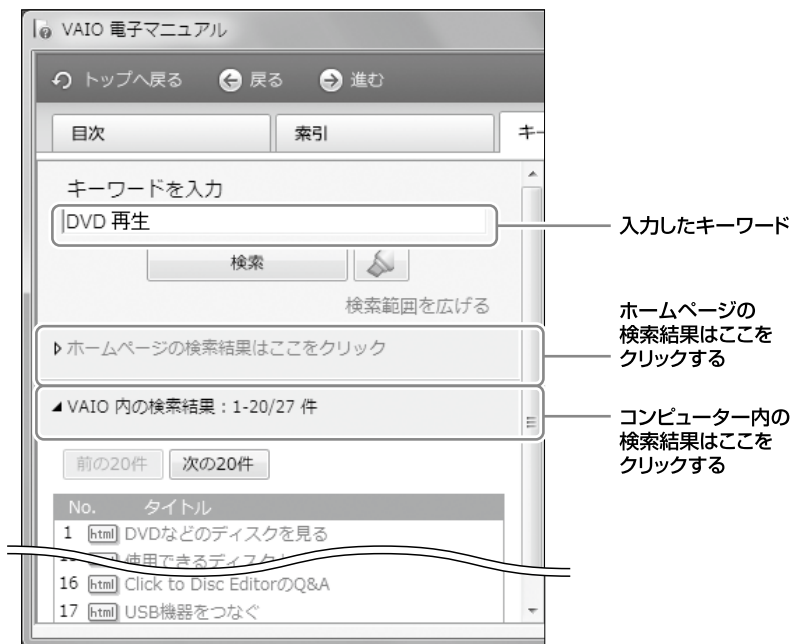 VAIO 電子マニュアル
トップへ戻る 戻る 進む
目次 索引 キー
キーワードを入力
DVD 再生
入力したキーワード
検索
検索範囲を広げる
ホームページの検索結果はここをクリック
ホームページの
検索結果はここを
クリックする
VAIO 内の検索結果:1-20/27 件
コンピューター内の
検索結果はここを
クリックする
前の20件 次の20件
No. タイトル
1 html DVDなどのディスクを見る
使用できるディスク
16 html Click to Disc EditorのQ&A
17 html USB機器をつなぐ